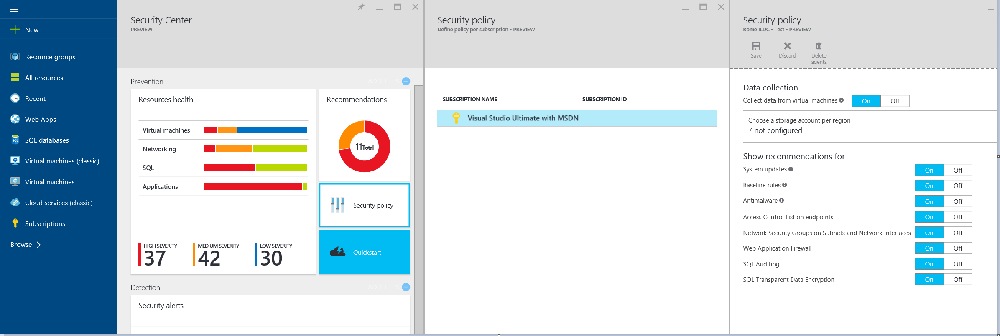 New
Resource groups
All resources
Recent
Web Apps
SQL databases
SQL
Virtual machines (classic)
Virtual machines
Cloud services (classic)
Subscriptions
Browse
Security Center
PREVIEW
Prevention
ADD TILES
Resources health
Virtual machines
Networking
SQL
Applications
HIGH SEVERITY
37
MEDIUM SEVERITY
42
LOW SEVERITY
30
Recommendations
11 Total
Security policy
Quickstart
Detection
ADD TILES
Security alerts
Security policy
Define policy per subscription - PREVIEW
SUBSCRIPTION NAME SUBSCRIPTION ID
Visual Studio Ultimate with MSDN
Security policy
Rome ILDC - Test - PREVIEW
Save
Discard
Delete
agents
Data collection
Collect data from virtual machines On Off
Choose a storage account per region
7 not configured
Show recommendations for
System updates On Off
Baseline rules On Off
Antimalware On Off
Access Control List on endpoints On Off
Network Security Groups on Subnets and Network Interfaces On Off
Web Application Firewall On Off
SQL Auditing On Off
SQL Transparent Data Encryption On Off